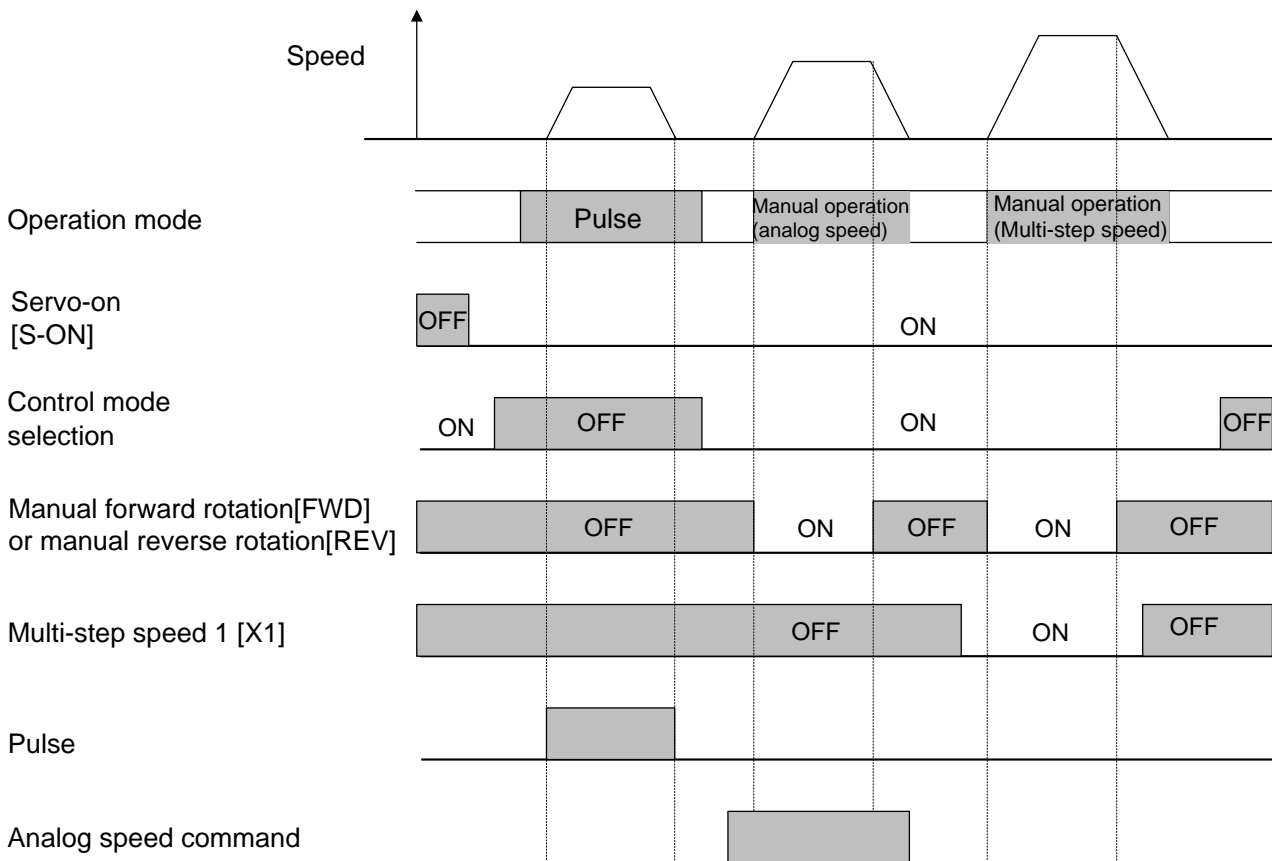 Speed
Operation mode
Pulse
Manual operation
(analog speed)
Manual operation
(Multi-step speed)
Servo-on
[S-ON]
OFF
ON
Control mode
selection
ON
OFF
ON
OFF
Manual forward rotation[FWD]
or manual reverse rotation[REV]
OFF
ON
OFF
ON
OFF
Multi-step speed 1 [X1]
OFF
ON
OFF
Pulse
Analog speed command